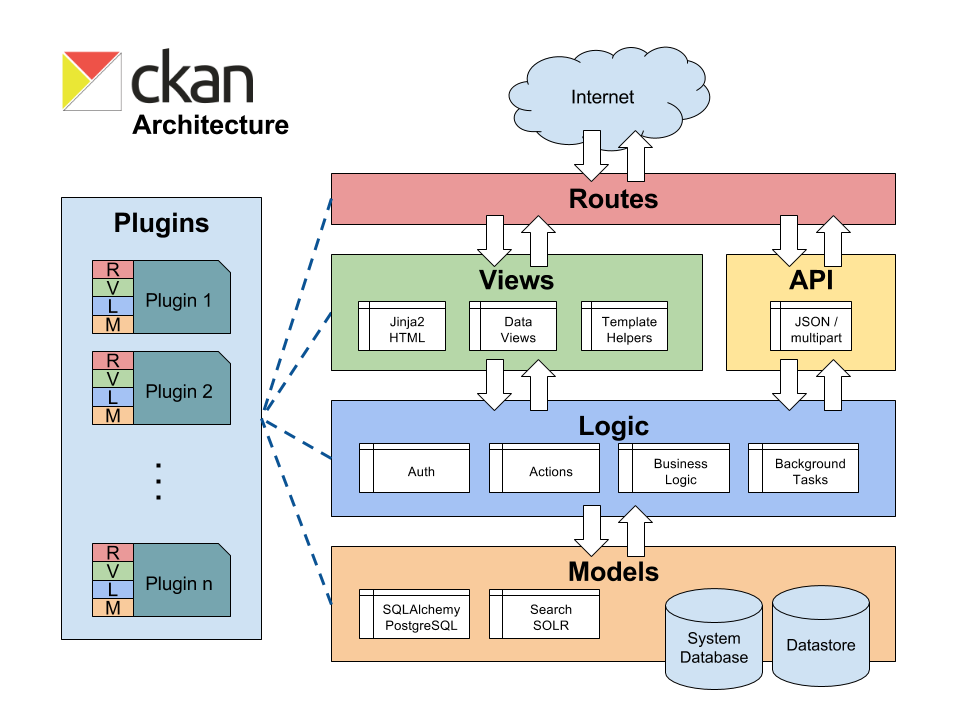 ckan
Architecture
Internet
Routes
Plugins
R
V
L
M
Plugin 1
R
V
L
M
Plugin 2
R
V
L
M
Plugin n
Views
Jinja2
HTML
Data
Views
Template
Helpers
API
JSON /
multipart
Logic
Auth
Actions
Business
Logic
Background
Tasks
Models
SQLAlchemy
PostgreSQL
Search
SOLR
System
Database
Datastore